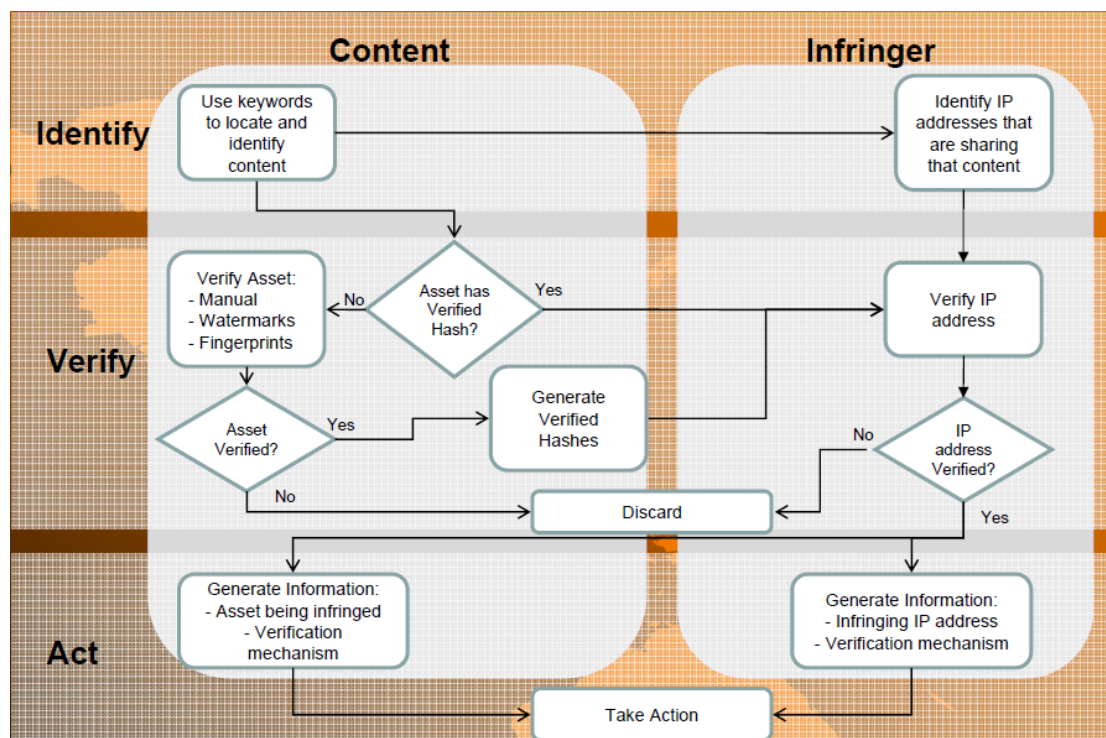 Content
Infringer
Identify
Use keywords
to locate and
identify
content
Identify IP
addresses that
are sharing
that content
Verify
Verify Asset:
- Manual
- Watermarks
- Fingerprints
No
Asset has
Verified
Hash?
Yes
Verify IP
address
Asset
Verified?
Yes
Generate
Verified
Hashes
No
IP
address
Verified?
No
Discard
Yes
Act
Generate Information:
- Asset being infringed
- Verification
mechanism
Generate Information:
- Infringing IP address
- Verification mechanism
Take Action